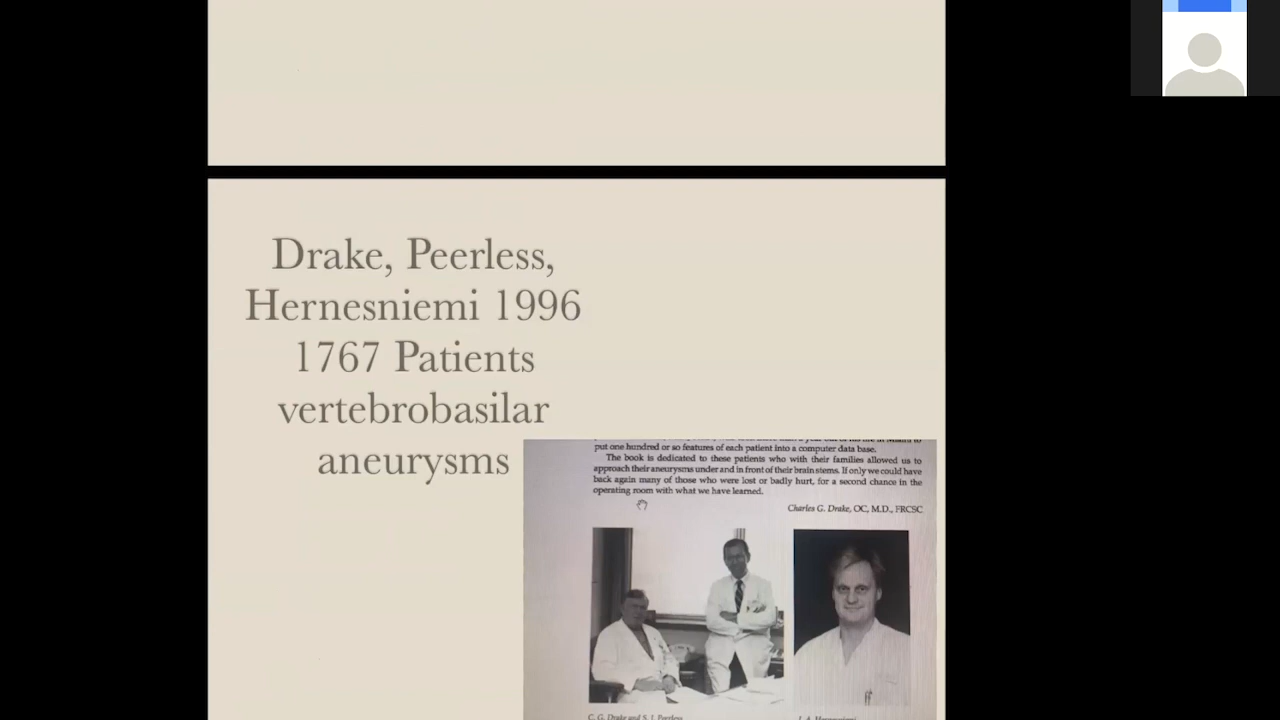 Drake, Peerless,
Hernesniemi 1996
1767 Patients
vertebrobasilar
aneurysms
put one hundred or so features of each patient into a computer data base.
The book is dedicated to these patients who with their families allowed us to
approach their aneurysms under and in front of their brain stems. If only we could have
back again many of those who were lost or badly hurt, for a second chance in the
operating room with what we have learned.
Charles G. Drake, OC, M.D., FRCSC
C. G. Drake and S. J. Peerless